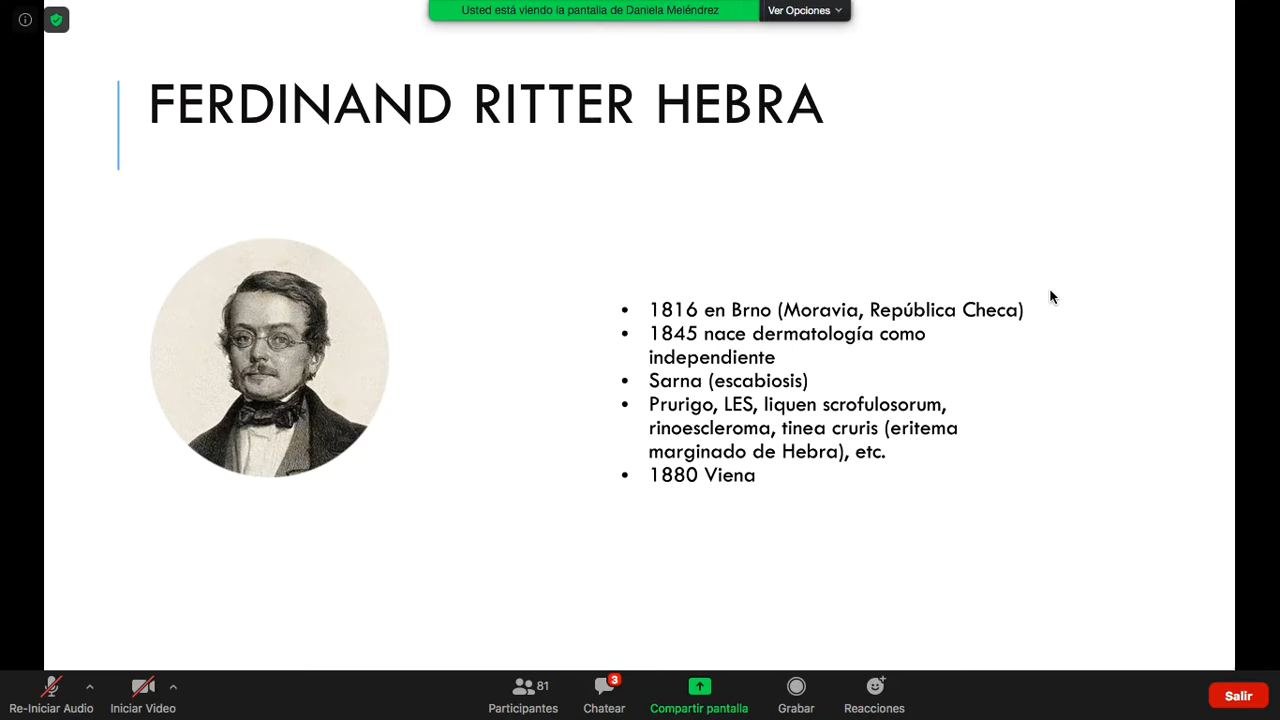 Usted está viendo la pantalla de Daniela Meléndrez
Ver Opciones
FERDINAND RITTER HEBRA
• 1816 en Brno (Moravia, República Checa)
• 1845 nace dermatología como
independiente
• Sarna (escabiosis)
• Prurigo, LES, liquen scrofulosorum,
rinoescleroma, tinea cruris (eritema
marginado de Hebra), etc.
• 1880 Viena
81
3
Re-Iniciar Audio
Iniciar Video
Participantes
Chatear
Compartir pantalla
Grabar
Reacciones
Salir